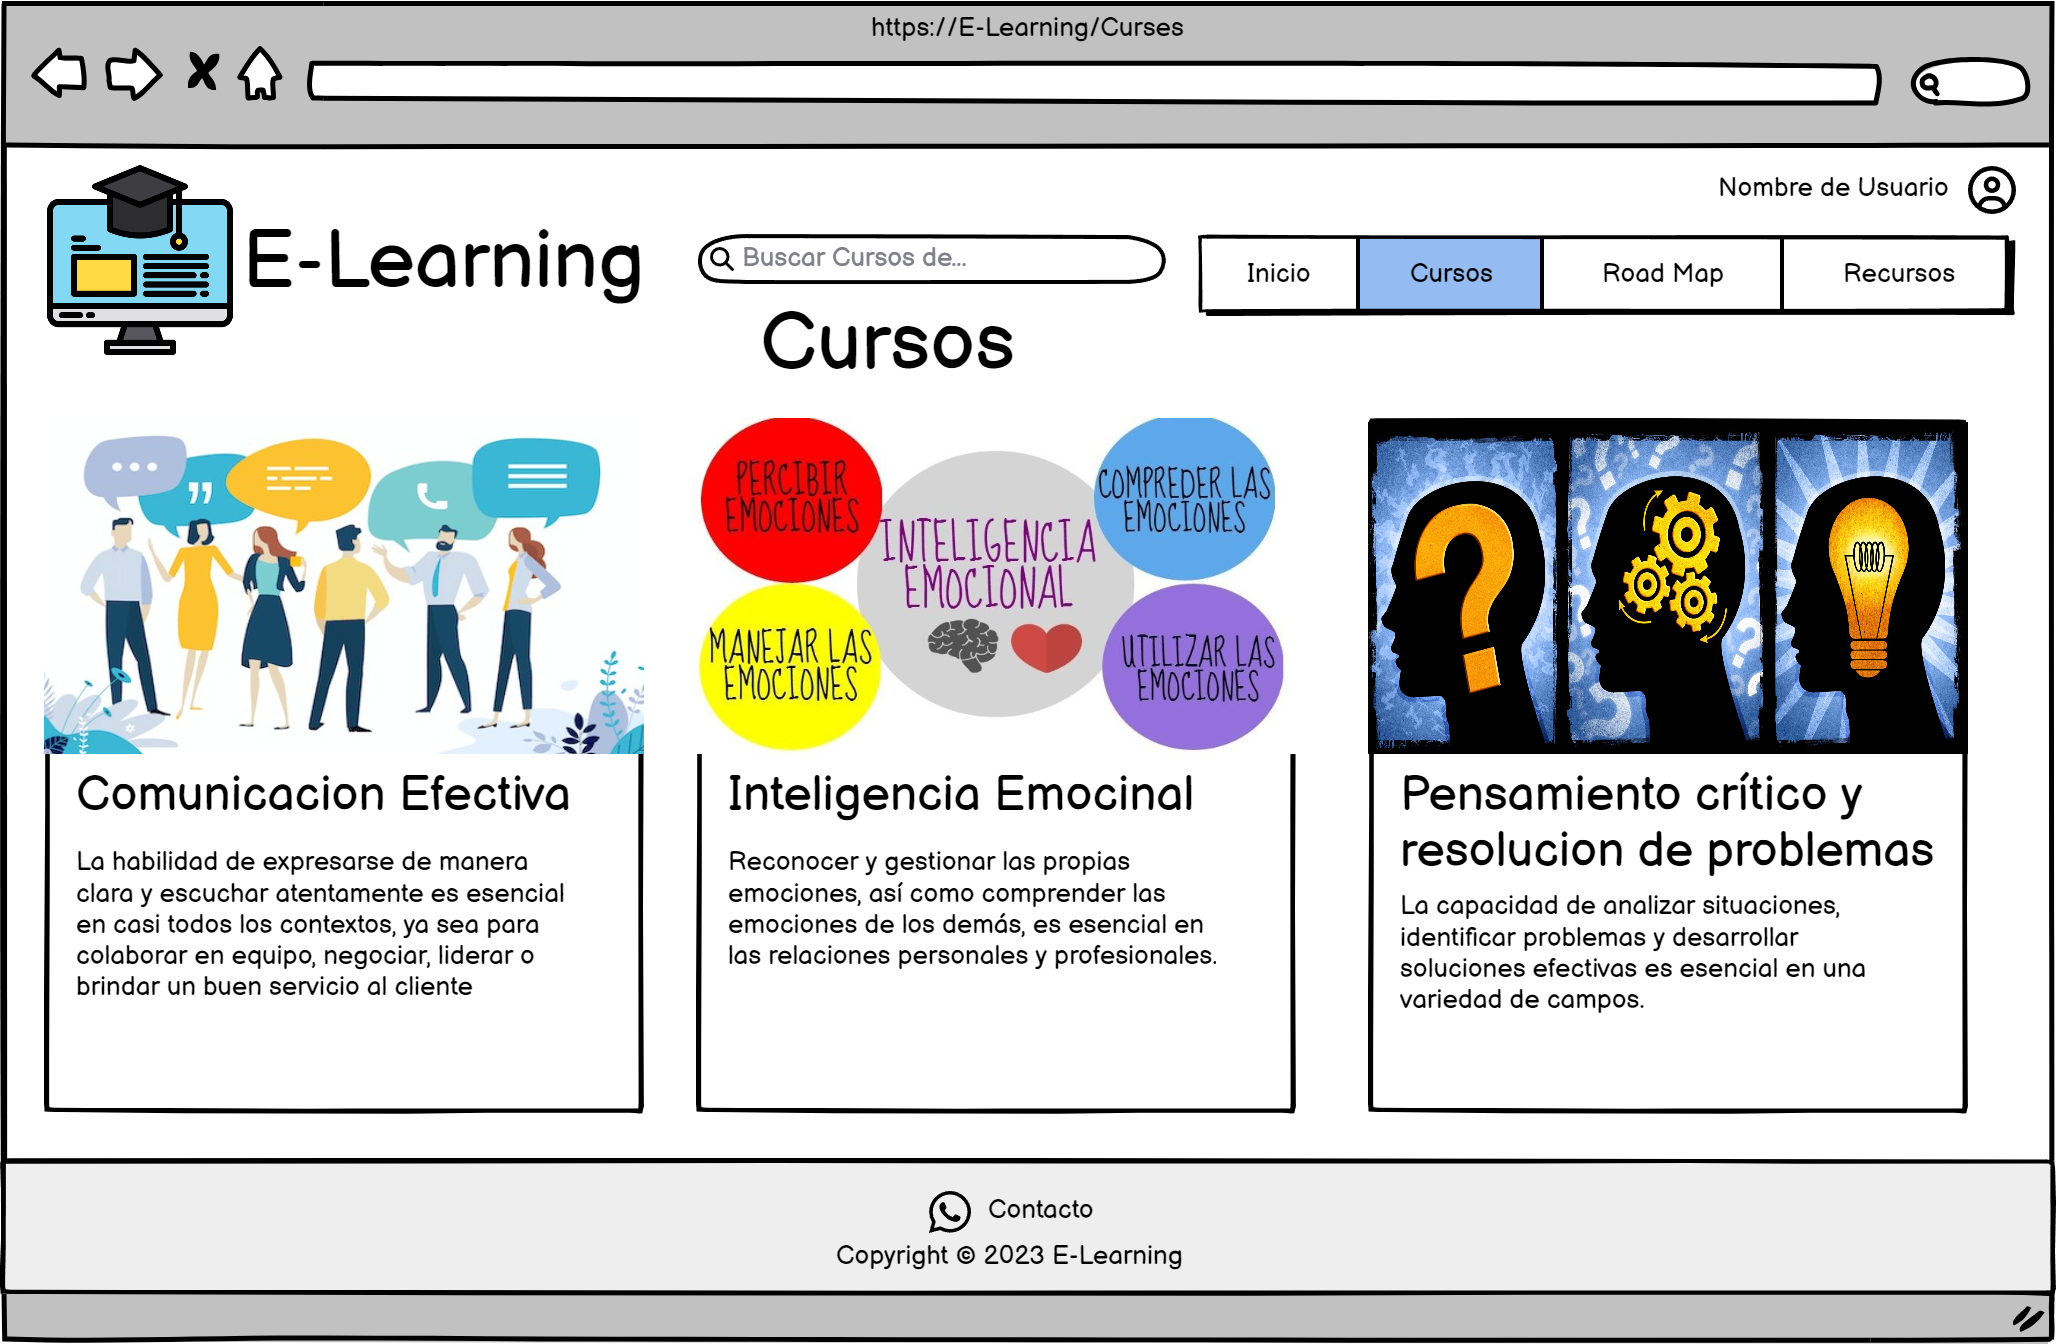 https://E-Learning/Curses
Nombre de Usuario
E-Learning
Buscar Cursos de...
Inicio
Cursos
Road Map
Recursos
Cursos
PERCIBIR
EMOCIONES
COMPREDER LAS
EMOCIONES
INTELIGENCIA
EMOCIONAL
MANEJAR LAS
EMOCIONES
UTILIZAR LAS
EMOCIONES
Comunicacion Efectiva
La habilidad de expresarse de manera
clara y escuchar atentamente es esencial
en casi todos los contextos, ya sea para
colaborar en equipo, negociar, liderar o
brindar un buen servicio al cliente
Inteligencia Emocinal
Reconocer y gestionar las propias
emociones, así como comprender las
emociones de los demás, es esencial en
las relaciones personales y profesionales.
Pensamiento crítico y
resolucion de problemas
La capacidad de analizar situaciones,
identificar problemas y desarrollar
soluciones efectivas es esencial en una
variedad de campos.
Contacto
Copyright © 2023 E-Learning